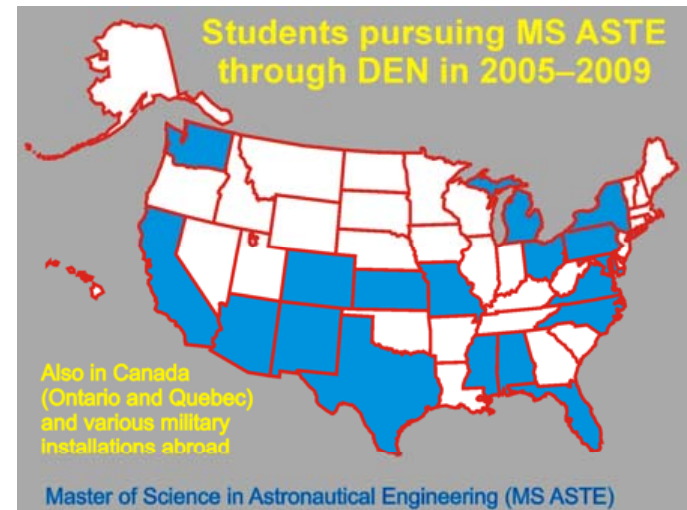 Students pursuing MS ASTE
through DEN in 2005–2009
Also in Canada
(Ontario and Quebec)
and various military
installations abroad
Master of Science in Astronautical Engineering (MS ASTE)